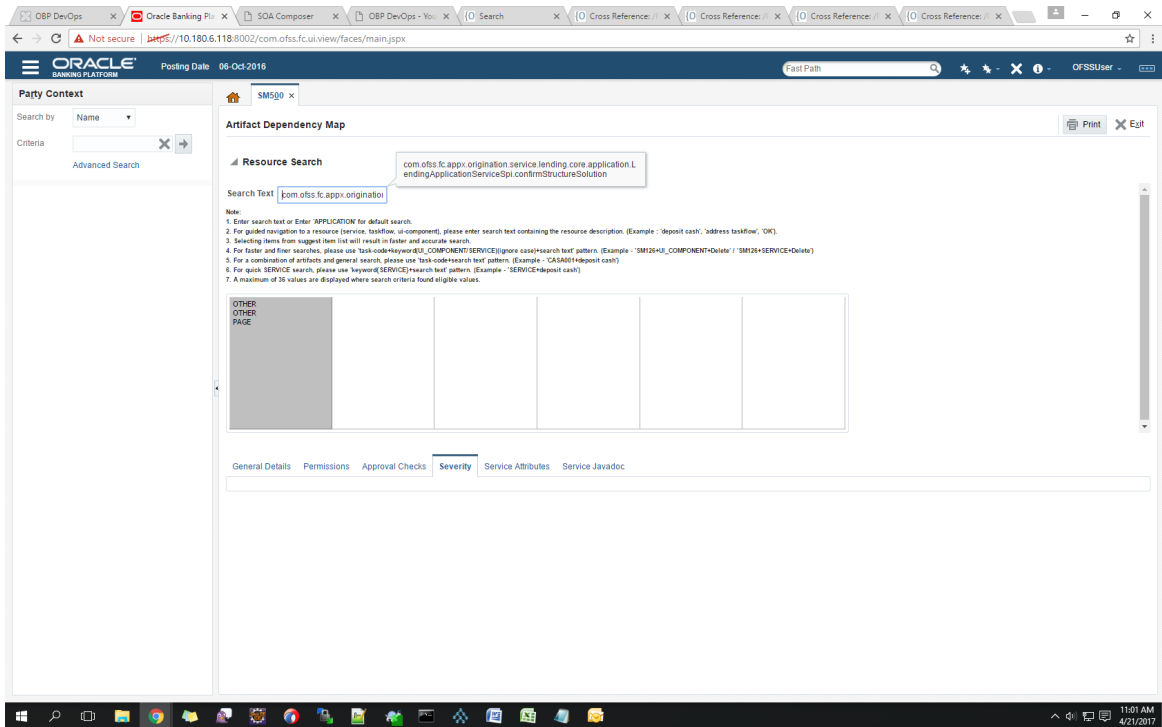 OBP DevOps
Oracle Banking Pla
SOA Composer
OBP DevOps - You
Search
Cross Reference: /
Cross Reference: /
Cross Reference: /
Cross Reference: /
Not secure
https://10.180.6.118:8002/com.ofss.fc.ui.view/faces/main.jspx
ORACLE
BANKING PLATFORM
Posting Date 06-Oct-2016
Fast Path
OFSSUser
Party Context
Search by Name
Criteria
Advanced Search
SM500
Artifact Dependency Map
Print
Exit
Resource Search
com.ofss.fc.appx.origination.service.lending.core.application.L
endingApplicationServiceSpi.confirmStructureSolution
Search Text com.ofss.fc.appx.origination
Note:
1. Enter search text or Enter 'APPLICATION' for default search.
2. For guided navigation to a resource (service, taskflow, ui-component), please enter search text containing the resource description. (Example : 'deposit cash', 'address taskflow', 'OK').
3. Selecting items from suggest item list will result in faster and accurate search.
4. For faster and finer searches, please use 'task-code+keyword(UI_COMPONENT/SERVICE)(ignore case)+search text' pattern. (Example - 'SM126+UI_COMPONENT+Delete' / 'SM126+SERVICE+Delete')
5. For a combination of artifacts and general search, please use 'task-code+search text' pattern. (Example - 'CASA001+deposit cash')
6. For quick SERVICE search, please use 'keyword(SERVICE)+search text' pattern. (Example - 'SERVICE+deposit cash')
7. A maximum of 36 values are displayed where search criteria found eligible values.
OTHER
OTHER
PAGE
General Details
Permissions
Approval Checks
Severity
Service Attributes
Service Javadoc
11:01 AM
4/21/2017